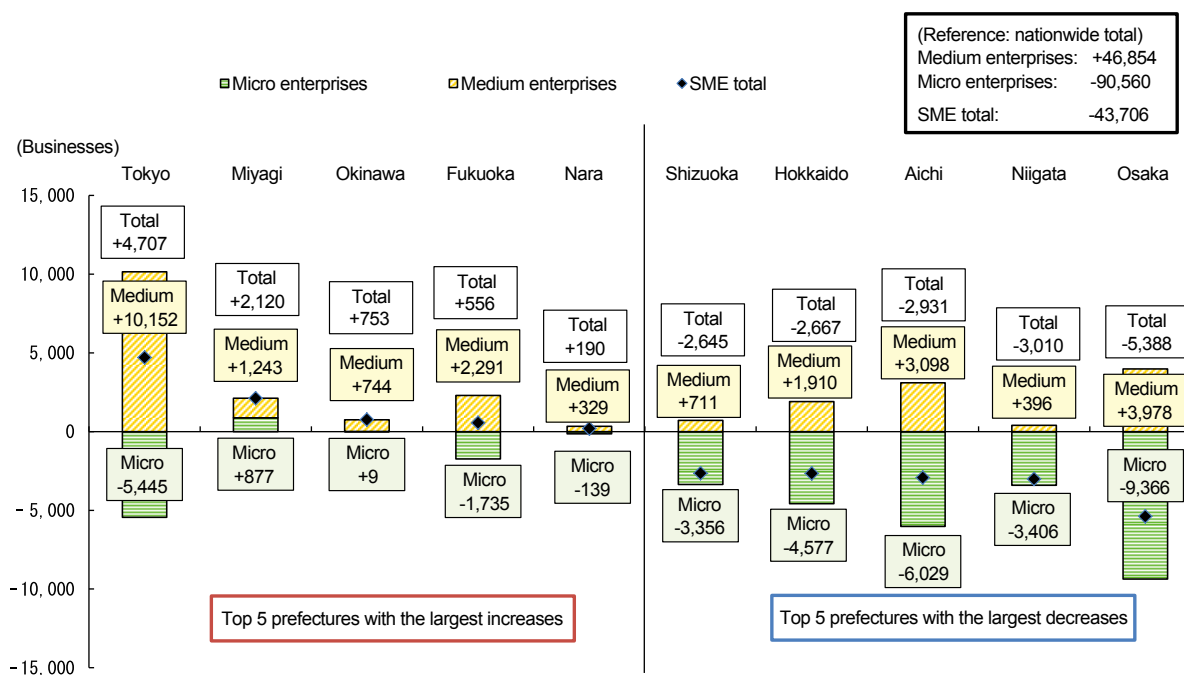 (Reference: nationwide total)
Medium enterprises: +46,854
Micro enterprises: -90,560
SME total: -43,706
Micro enterprises
Medium enterprises
SME total
(Businesses)
Tokyo
Miyagi
Okinawa
Fukuoka
Nara
Shizuoka
Hokkaido
Aichi
Niigata
Osaka
15,000
10,000
5,000
0
-5,000
-10,000
-15,000
Total
+4,707
Medium
+10,152
Micro
-5,445
Total
+2,120
Medium
+1,243
Micro
+877
Total
+753
Medium
+744
Micro
+9
Total
+556
Medium
+2,291
Micro
-1,735
Total
+190
Medium
+329
Micro
-139
Total
-2,645
Medium
+711
Micro
-3,356
Total
-2,667
Medium
+1,910
Micro
-4,577
Total
-2,931
Medium
+3,098
Micro
-6,029
Total
-3,010
Medium
+396
Micro
-3,406
Total
-5,388
Medium
+3,978
Micro
-9,366
Top 5 prefectures with the largest increases
Top 5 prefectures with the largest decreases